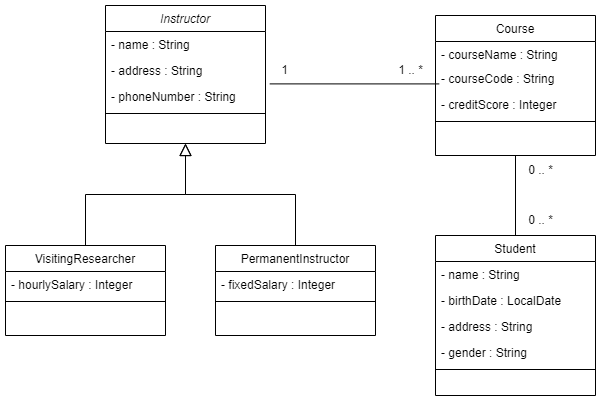 Instructor
- name : String
- address : String
- phoneNumber : String
1
1 .. *
Course
- courseName : String
- courseCode : String
- creditScore : Integer
0 .. *
0 .. *
VisitingResearcher
- hourlySalary : Integer
PermanentInstructor
- fixedSalary : Integer
Student
- name : String
- birthDate : LocalDate
- address : String
- gender : String